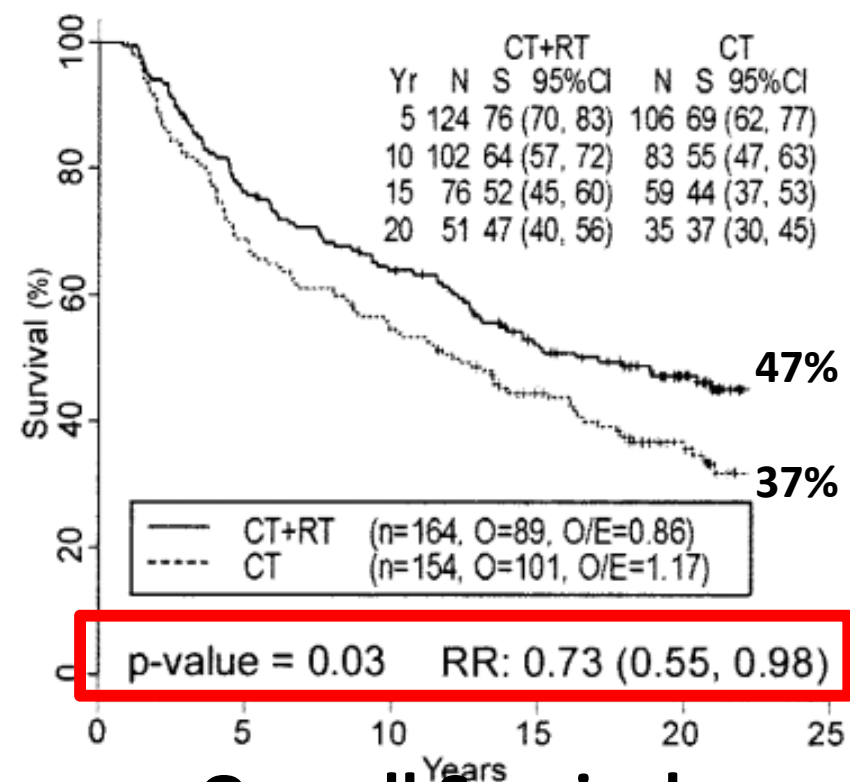 100
80
60
40
20
0
Survival (%)
CT+RT CT
Yr N S 95%CI N S 95%CI
5 124 76 (70, 83) 106 69 (62, 77)
10 102 64 (57, 72) 83 55 (47, 63)
15 76 52 (45, 60) 59 44 (37, 53)
20 51 47 (40, 56) 35 37 (30, 45)
47%
37%
CT+RT (n=164, O=89, O/E=0.86)
CT (n=154, O=101, O/E=1.17)
p-value = 0.03 RR: 0.73 (0.55, 0.98)
0 5 10 15 20 25
Years